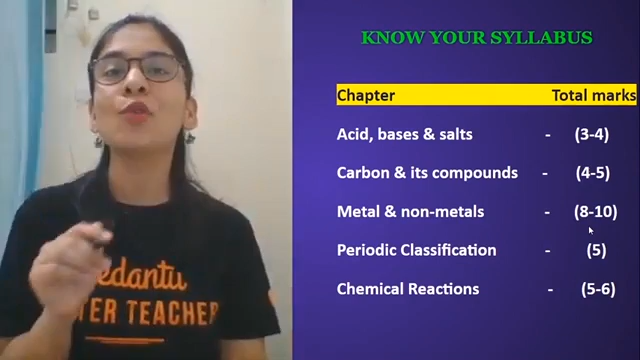 KNOW YOUR SYLLABUS
Chapter Total marks
Acid, bases & salts - (3-4)
Carbon & its compounds - (4-5)
Metal & non-metals - (8-10)
Periodic Classification - (5)
Chemical Reactions - (5-6)
edantu
TER TEACHER